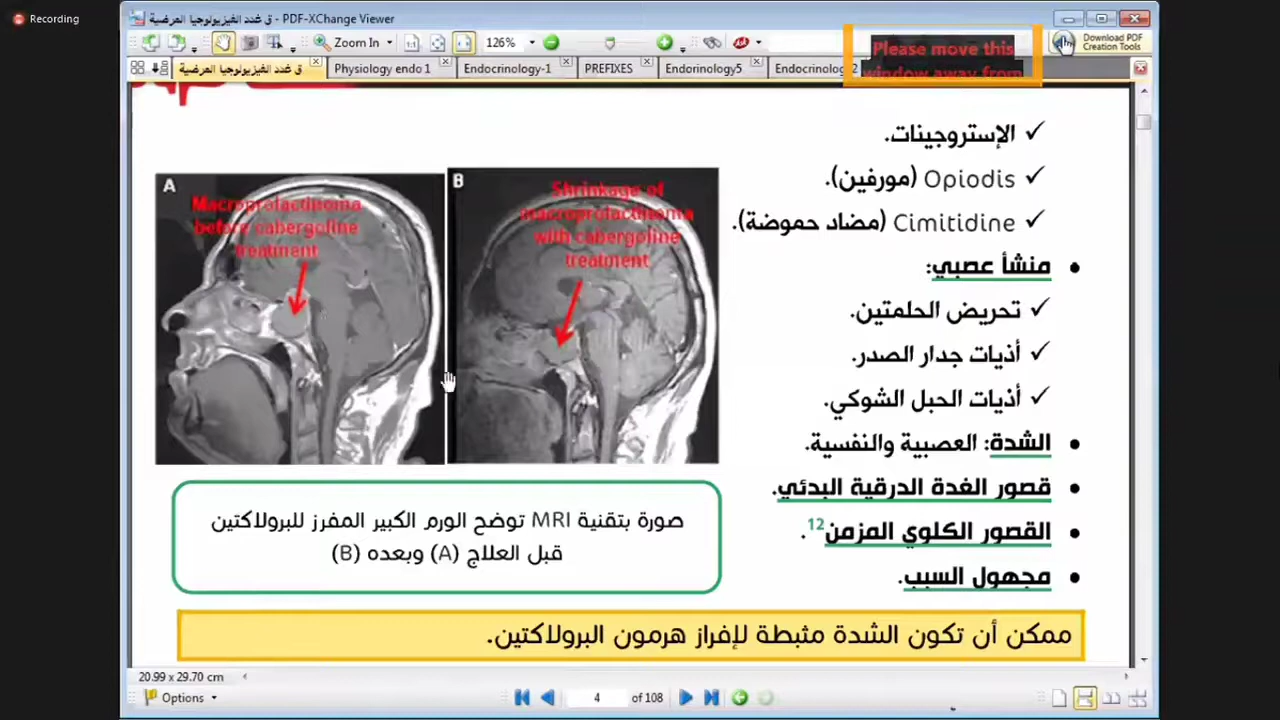 Recording
ق غدد الفيزيولوجيا المرضية - PDF-XChange Viewer
Zoom In
126%
Please move this
window away from
Download PDF
Creation Tools
ق غدد الفيزيولوجيا المرضية
Physiology endo 1
Endocrinology-1
PREFIXES
Endorinology5
Endocrinolog
2
✓ الإستروجينات.
✓ Opiodis (مورفين).
✓ Cimitidine (مضاد حموضة).
• منشأ عصبي:
✓ تحريض الحلمتين.
✓ أذيات جدار الصدر.
✓ أذيات الحبل الشوكي.
• الشدة: العصبية والنفسية.
• قصور الغدة الدرقية البدئي.
• القصور الكلوي المزمن12.
• مجهول السبب.
A
Macroprolactinoma
before cabergoline
treatment
B
Shrinkage of
macroprolactinoma
with cabergoline
treatment
صورة بتقنية MRI توضح الورم الكبير المفرز للبرولاكتين
قبل العلاج (A) وبعده (B)
ممكن أن تكون الشدة مثبطة لإفراز هرمون البرولاكتين.
20.99 x 29.70 cm
Options
4 of 108